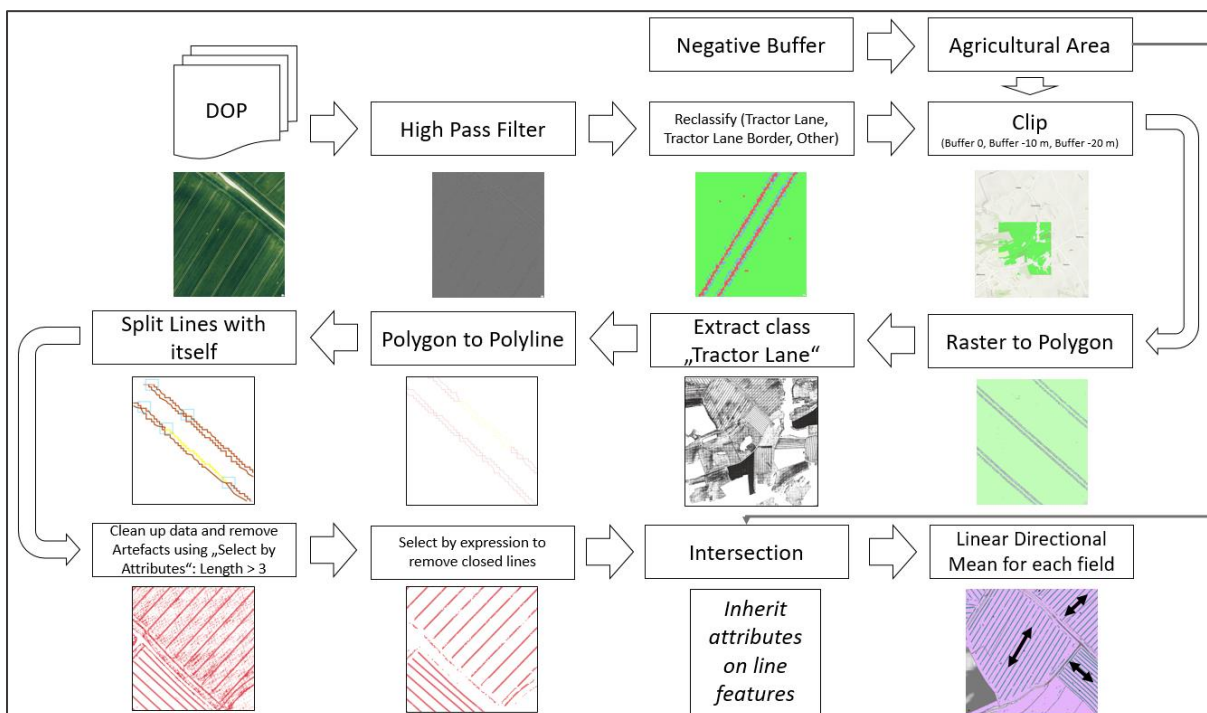 Negative Buffer
Agricultural Area
DOP
High Pass Filter
Reclassify (Tractor Lane,
Tractor Lane Border, Other)
Clip
(Buffer 0, Buffer -10 m, Buffer -20 m)
Split Lines with
itself
Polygon to Polyline
Extract class
„Tractor Lane“
Raster to Polygon
Clean up data and remove
Artefacts using „Select by
Attributes“: Length > 3
Select by expression to
remove closed lines
Intersection
Linear Directional
Mean for each field
Inherit
attributes
on line
features